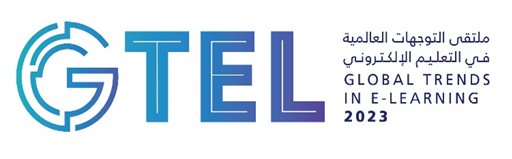 GTEL
ملتقى التوجهات العالمية
في التعليم الإلكتروني
GLOBAL TRENDS
IN E-LEARNING
2023